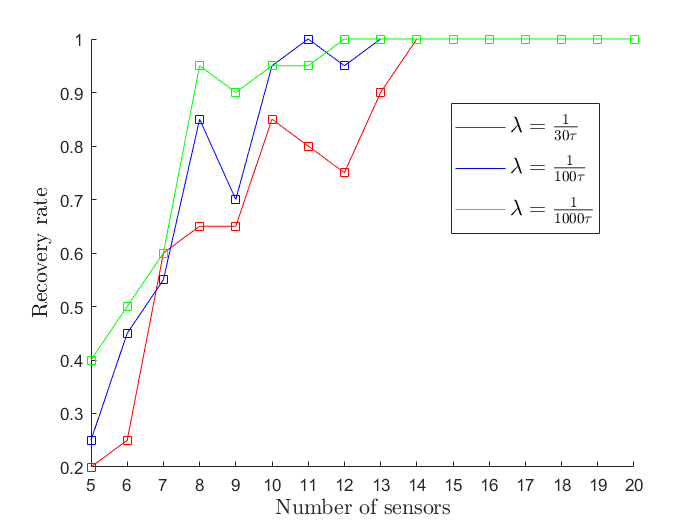 1
0.9
0.8
0.7
0.6
0.5
0.4
0.3
0.2
Recovery rate
5 6 7 8 9 10 11 12 13 14 15 16 17 18 19 20
Number of sensors
λ = 1/30τ
λ = 1/100τ
λ = 1/1000τ